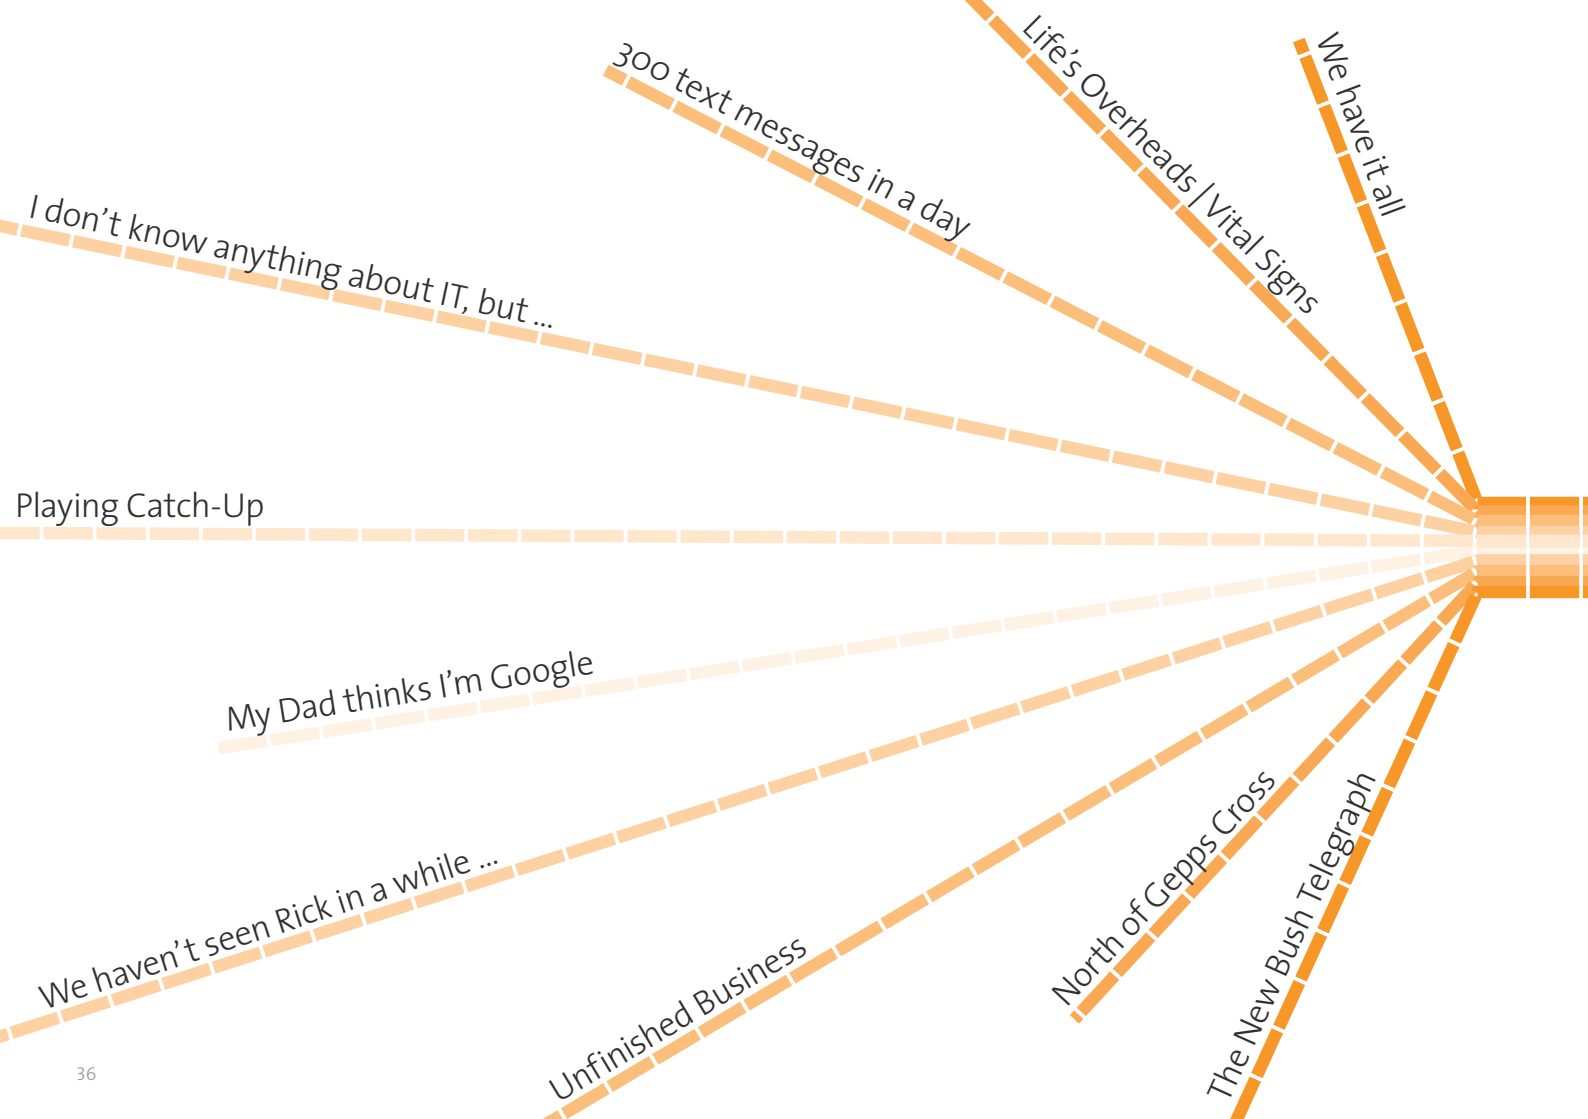 We have it all
Life’s Overheads | Vital Signs
300 text messages in a day
I don’t know anything about IT, but ...
Playing Catch-Up
My Dad thinks I’m Google
We haven’t seen Rick in a while ...
Unfinished Business
North of Gepps Cross
The New Bush Telegraph
36